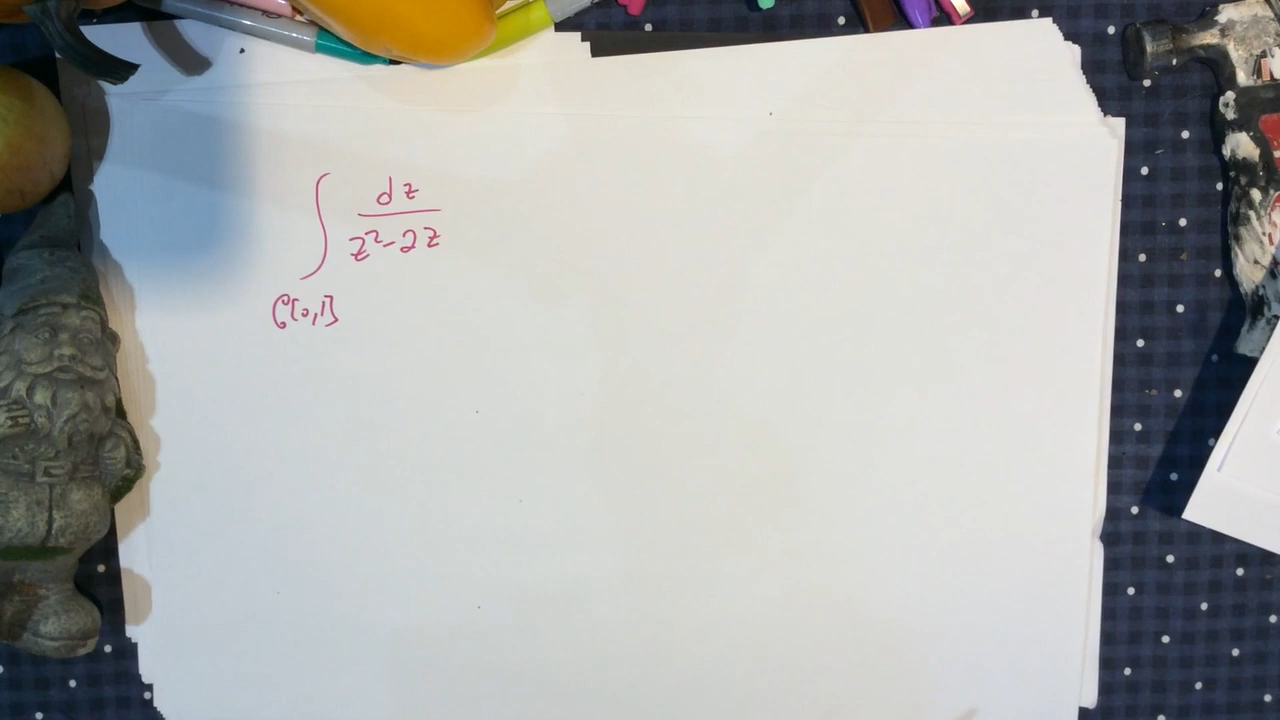 ∫ dz / (z² - 2z)
C[0,1]